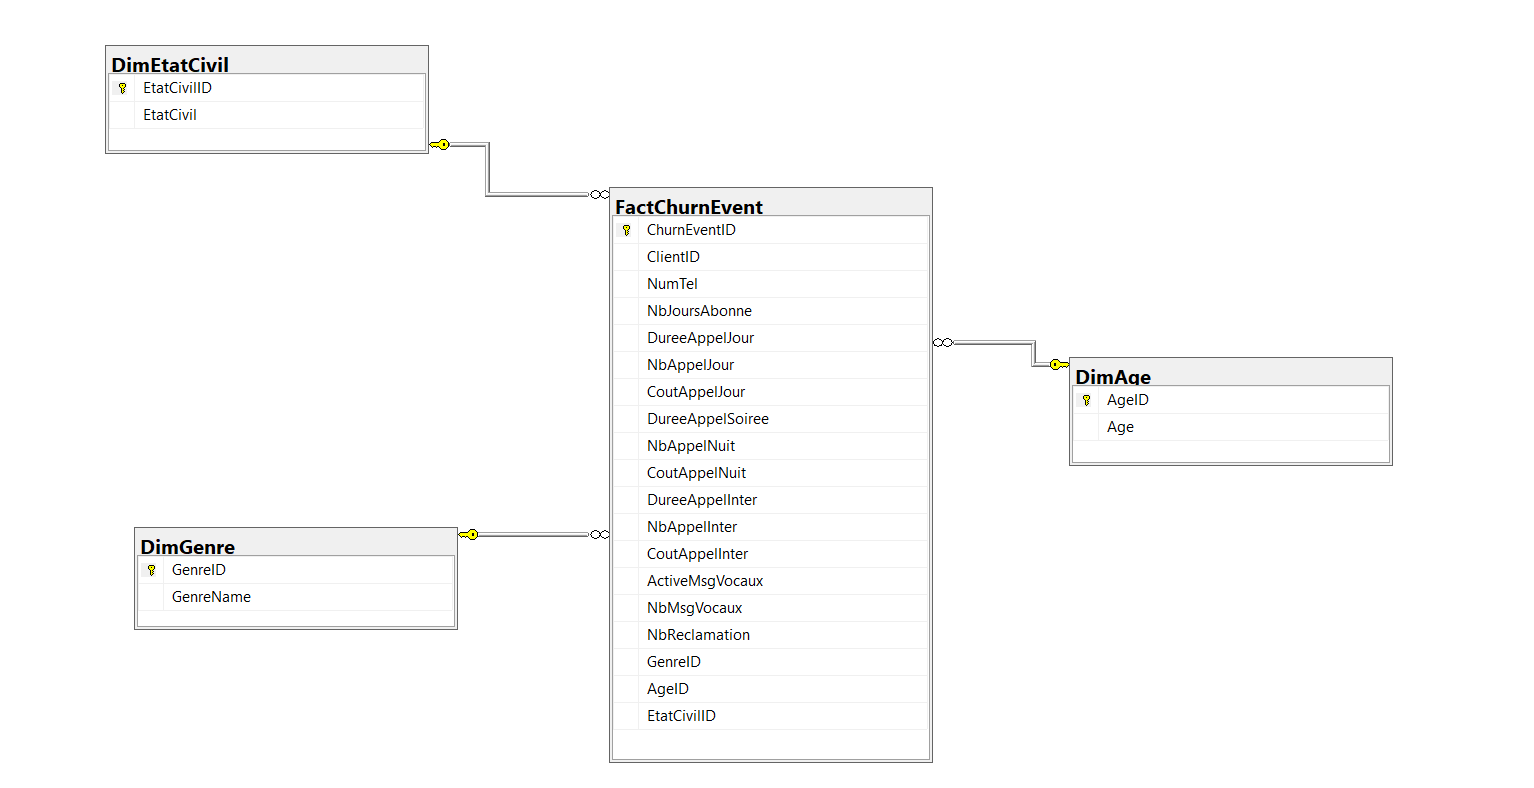 DimEtatCivil
EtatCivilID
EtatCivil
FactChurnEvent
ChurnEventID
ClientID
NumTel
NbJoursAbonne
DureeAppelJour
NbAppelJour
CoutAppelJour
DureeAppelSoiree
NbAppelNuit
CoutAppelNuit
DureeAppelInter
NbAppelInter
CoutAppelInter
ActiveMsgVocaux
NbMsgVocaux
NbReclamation
GenreID
AgeID
EtatCivilID
DimAge
AgeID
Age
DimGenre
GenreID
GenreName